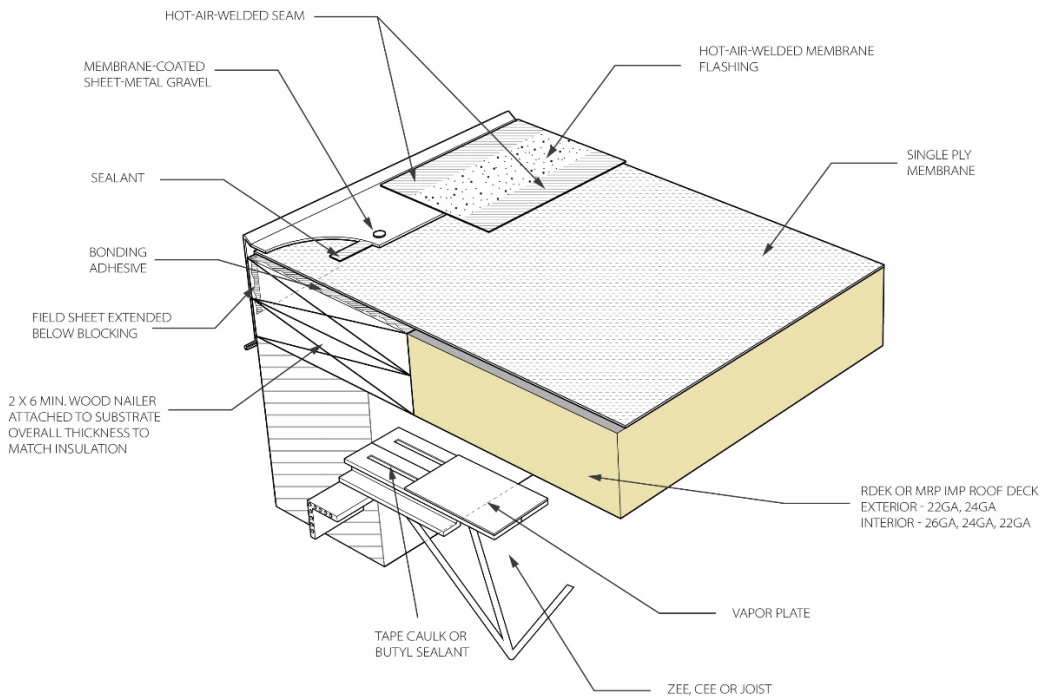 HOT-AIR-WELDED SEAM
HOT-AIR-WELDED MEMBRANE
FLASHING
MEMBRANE-COATED
SHEET-METAL GRAVEL
SINGLE PLY
MEMBRANE
SEALANT
BONDING
ADHESIVE
FIELD SHEET EXTENDED
BELOW BLOCKING
2 X 6 MIN. WOOD NAILER
ATTACHED TO SUBSTRATE
OVERALL THICKNESS TO
MATCH INSULATION
RDEK OR MRP IMP ROOF DECK
EXTERIOR - 22GA, 24GA
INTERIOR - 26GA, 24GA, 22GA
VAPOR PLATE
TAPE CAULK OR
BUTYL SEALANT
ZEE, CEE OR JOIST